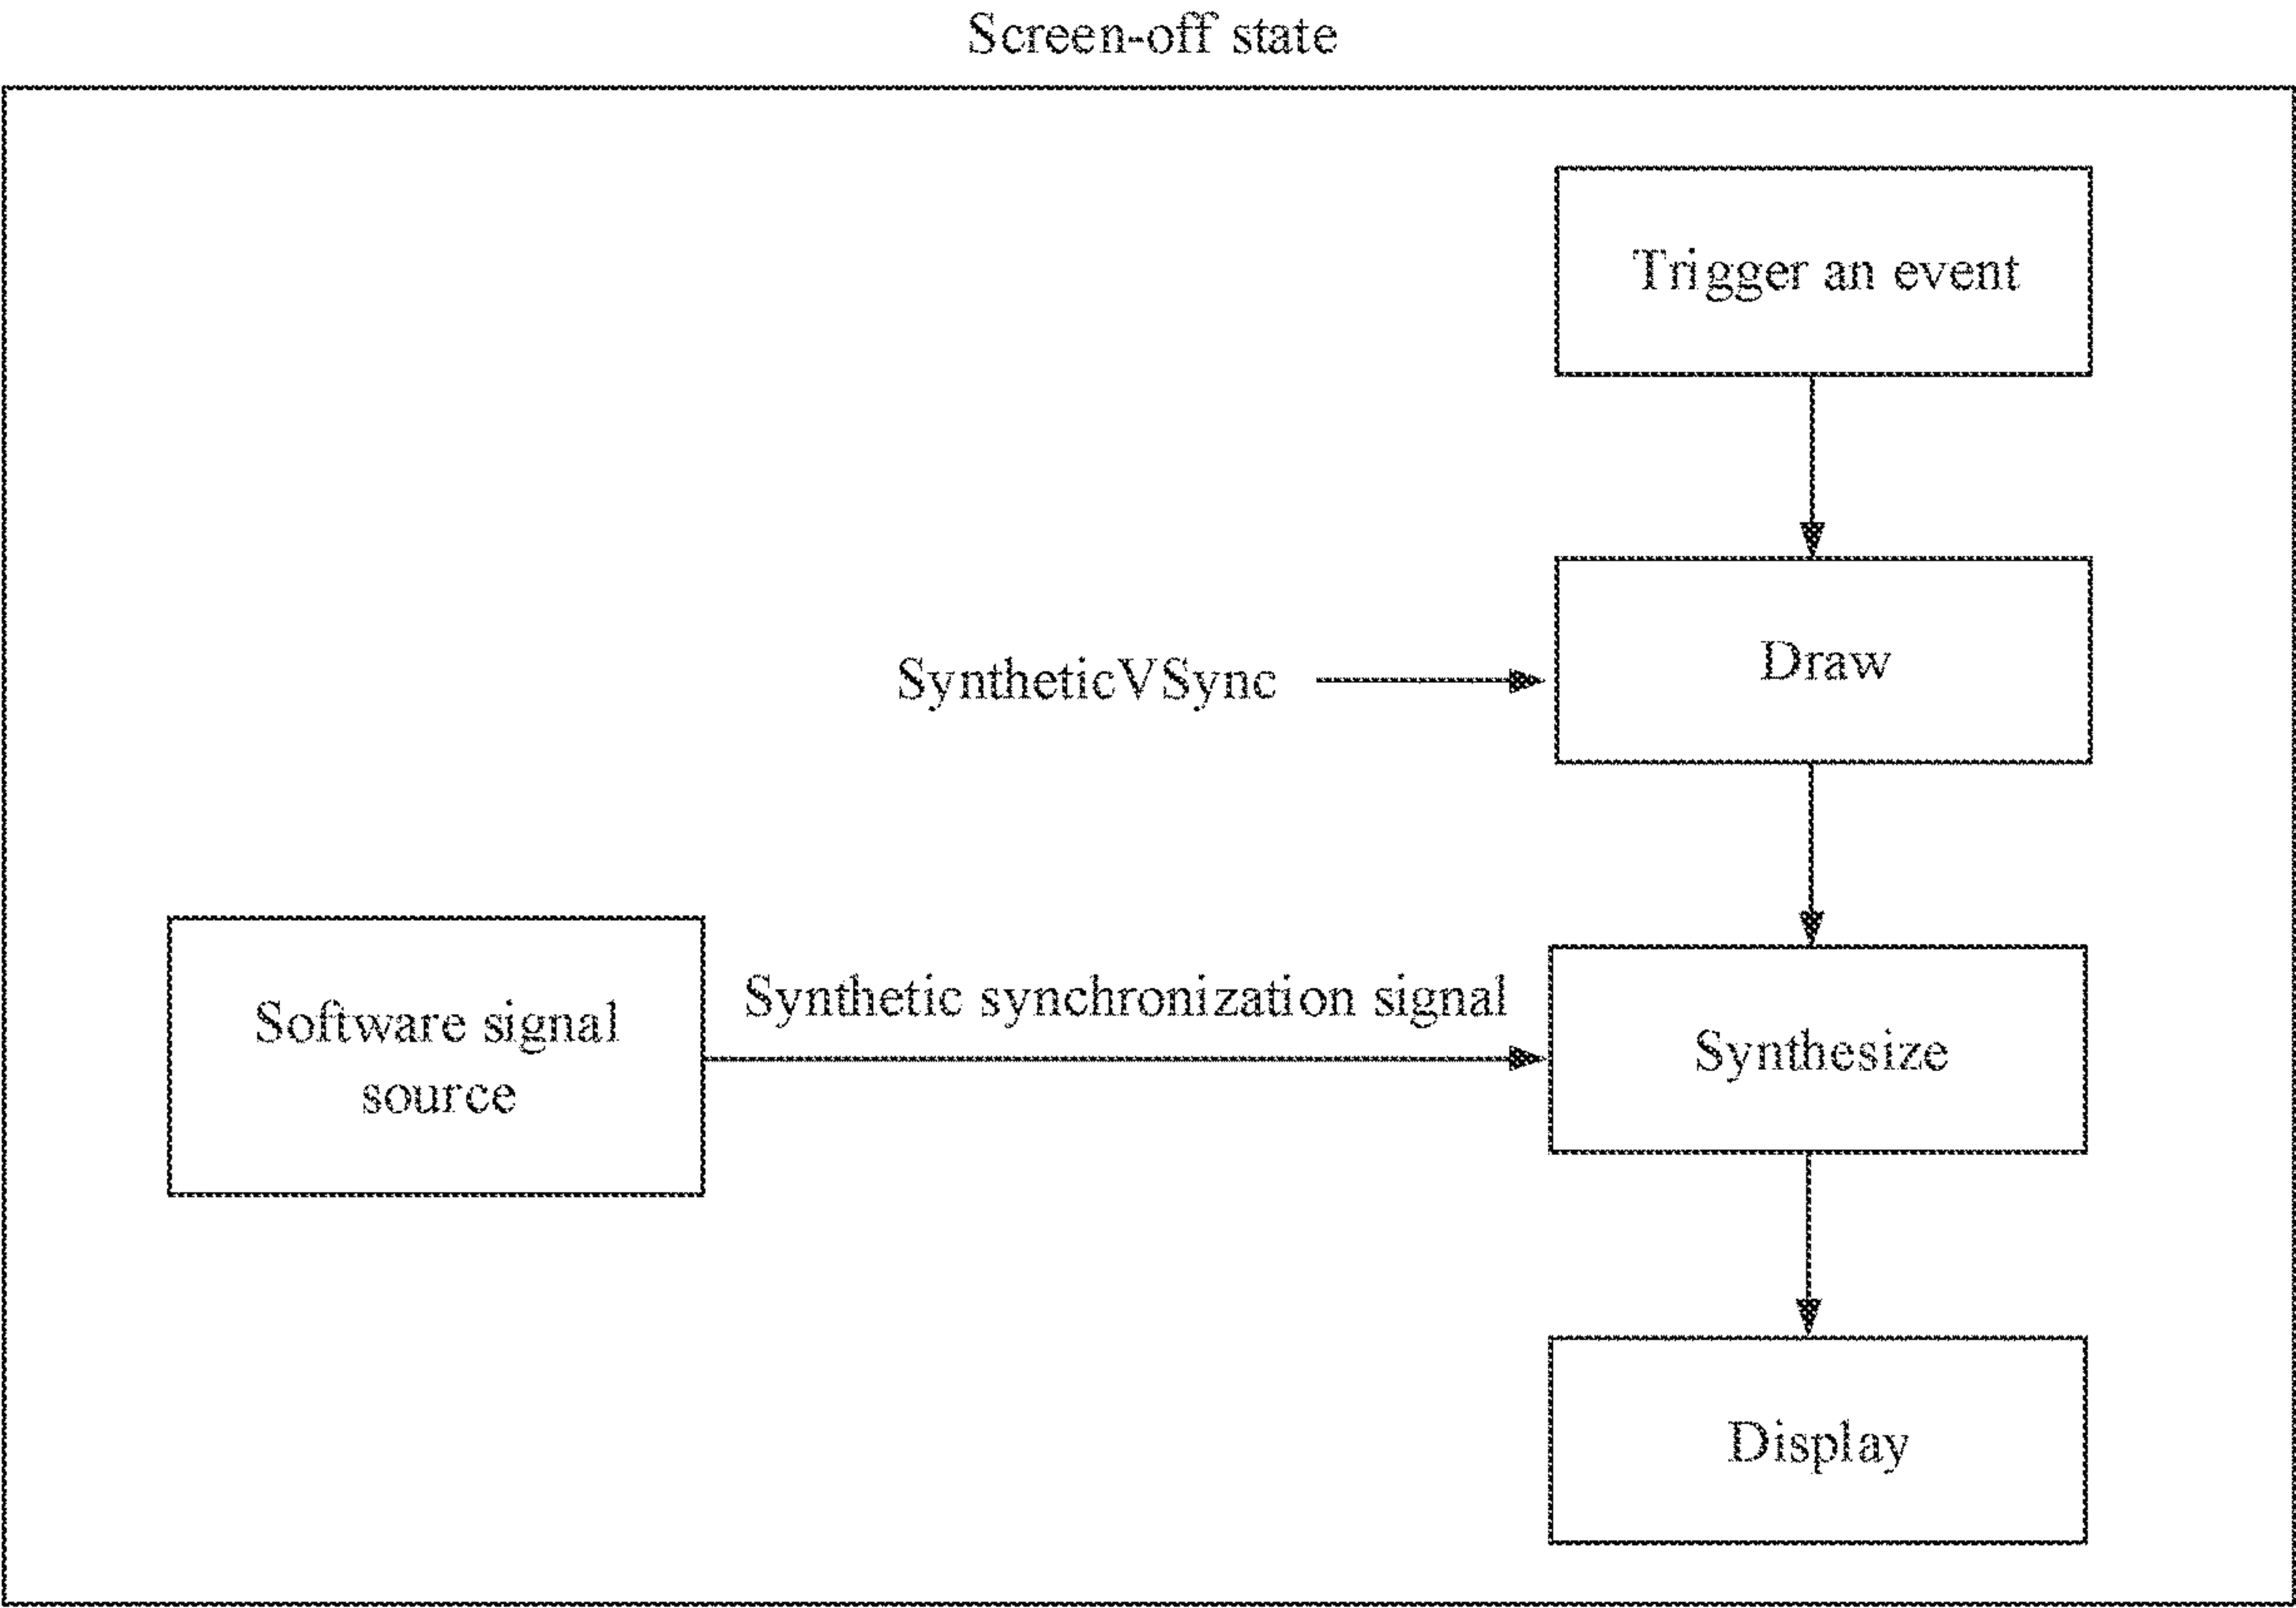 Screen-off state
Trigger an event
Draw
SyntheticVSync
Software signal
source
Synthetic synchronization signal
Synthesize
Display